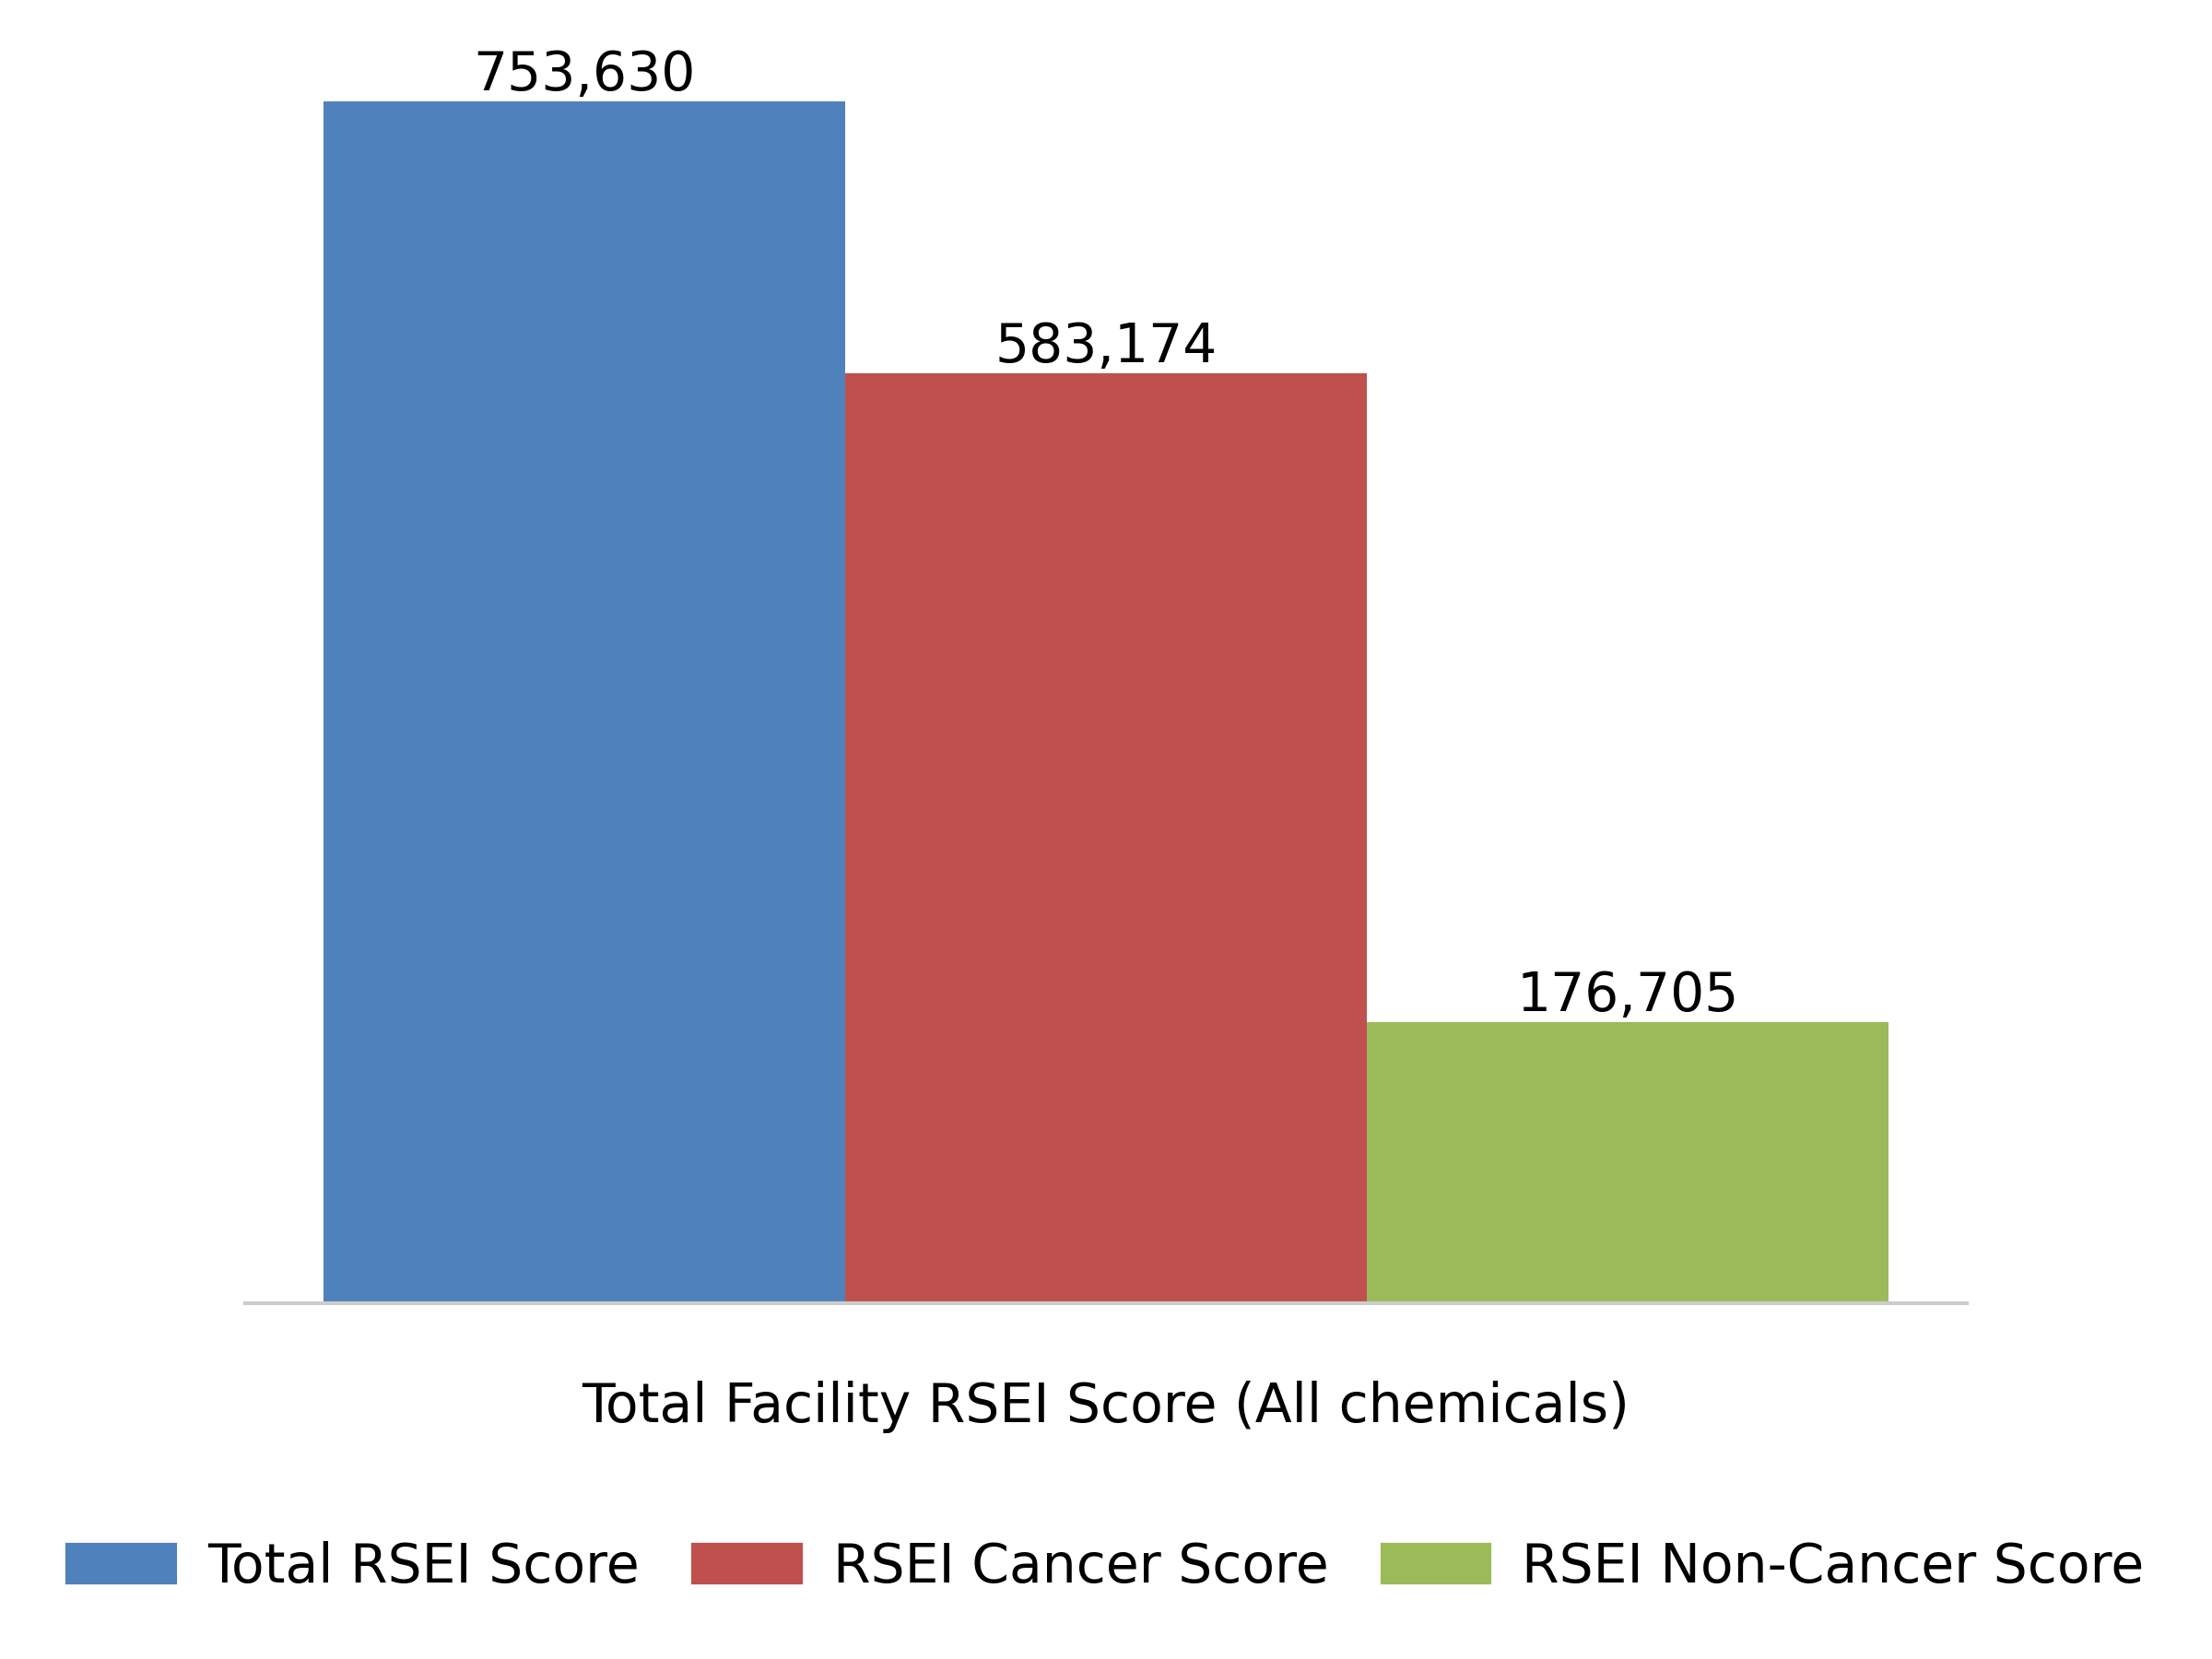 753,630
583,174
176,705
Total Facility RSEI Score (All chemicals)
Total RSEI Score RSEI Cancer Score RSEI Non-Cancer Score